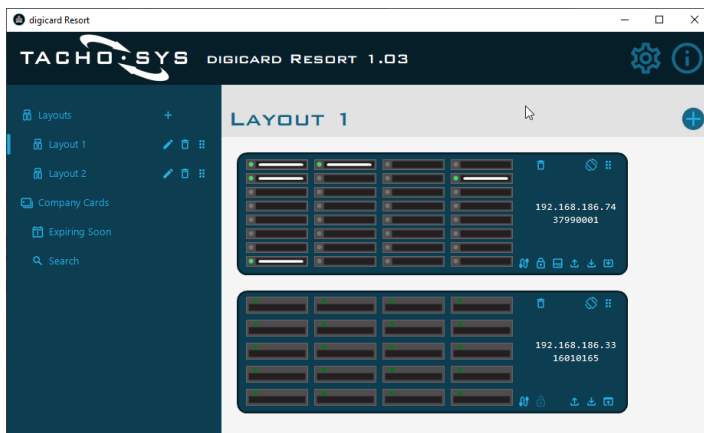 digicard Resort
TACHO·SYS DIGICARD RESORT 1.03
Layouts
Layout 1
Layout 2
Company Cards
Expiring Soon
Search
LAYOUT 1
192.168.186.74
37990001
192.168.186.33
16010165